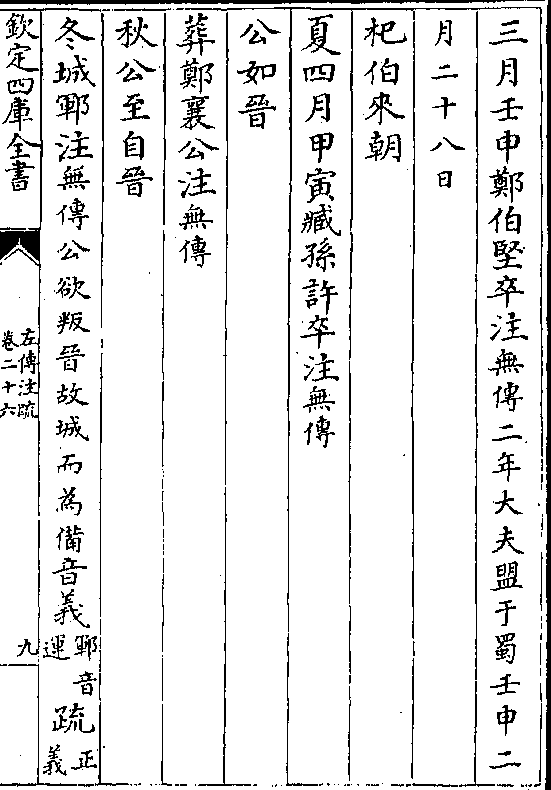 三月壬申鄭伯堅卒注無傳二年大夫盟于蜀壬申二
月二十八日
杞伯來朝
夏四月甲寅臧孫許卒注無傳
公如晉
葬鄭襄公注無傳
秋公至自晉
冬城鄆注無傳公欲叛晉故城而為備音義鄆音運疏正義
欽定四庫全書
左傳注疏
卷二十六
九